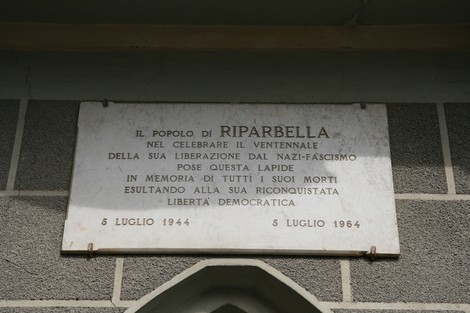 IL POPOLO DI RIPARBELLA
NEL CELEBRARE IL VENTENNALE
DELLA SUA LIBERAZIONE DAL NAZI-FASCISMO
POSE QUESTA LAPIDE
IN MEMORIA DI TUTTI I SUOI MORTI
ESULTANDO ALLA SUA RICONQUISTATA
LIBERTÀ DEMOCRATICA
5 LUGLIO 1944 5 LUGLIO 1964